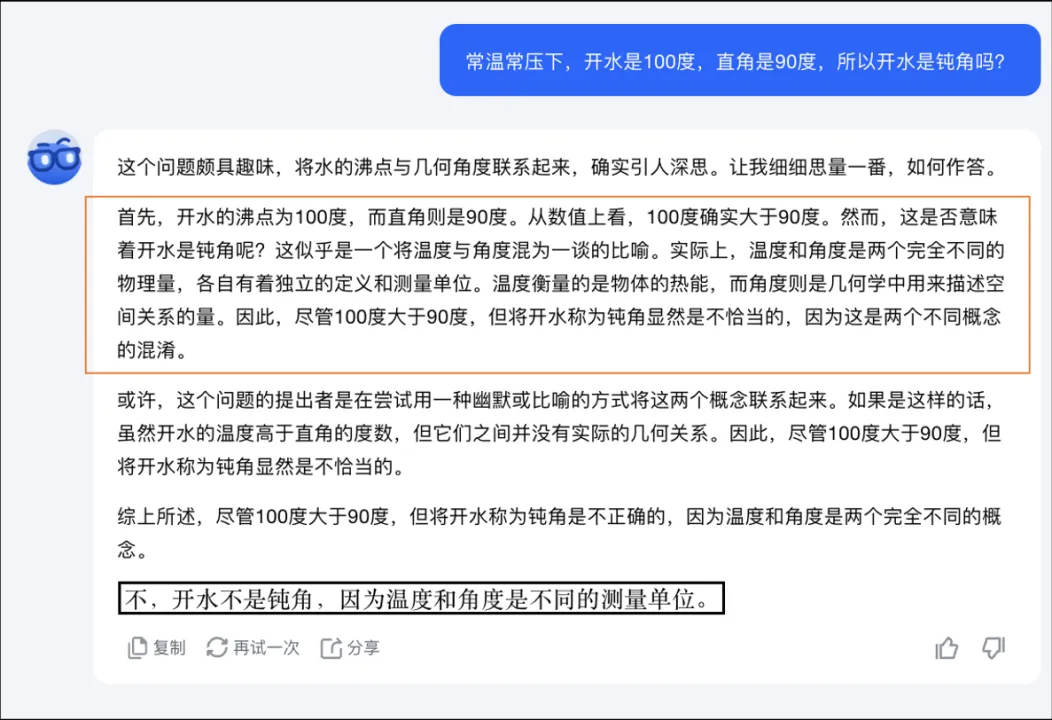 常温常压下，开水是100度，直角是90度，所以开水是钝角吗?
这个问题颇具趣味，将水的沸点与几何角度联系起来，确实引人深思。让我细细思量一番，如何作答。
首先，开水的沸点为100度，而直角则是90度。从数值上看，100度确实大于90度。然而，这是否意味
着开水是钝角呢？这似乎是一个将温度与角度混为一谈的比喻。实际上，温度和角度是两个完全不同的
物理量，各自有着独立的定义和测量单位。温度衡量的是物体的热能，而角度则是几何学中用来描述空
间关系的量。因此，尽管100度大于90度，但将开水称为钝角显然是不恰当的，因为这是两个不同概念
的混淆。
或许，这个问题的提出者是在尝试用一种幽默或比喻的方式将这两个概念联系起来。如果是这样的话，
虽然开水的温度高于直角的度数，但它们之间并没有实际的几何关系。因此，尽管100度大于90度，但
将开水称为钝角显然是不恰当的。
综上所述，尽管100度大于90度，但将开水称为钝角是不正确的，因为温度和角度是两个完全不同的概
念。
不，开水不是钝角，因为温度和角度是不同的测量单位。
复制 再试一次 分享